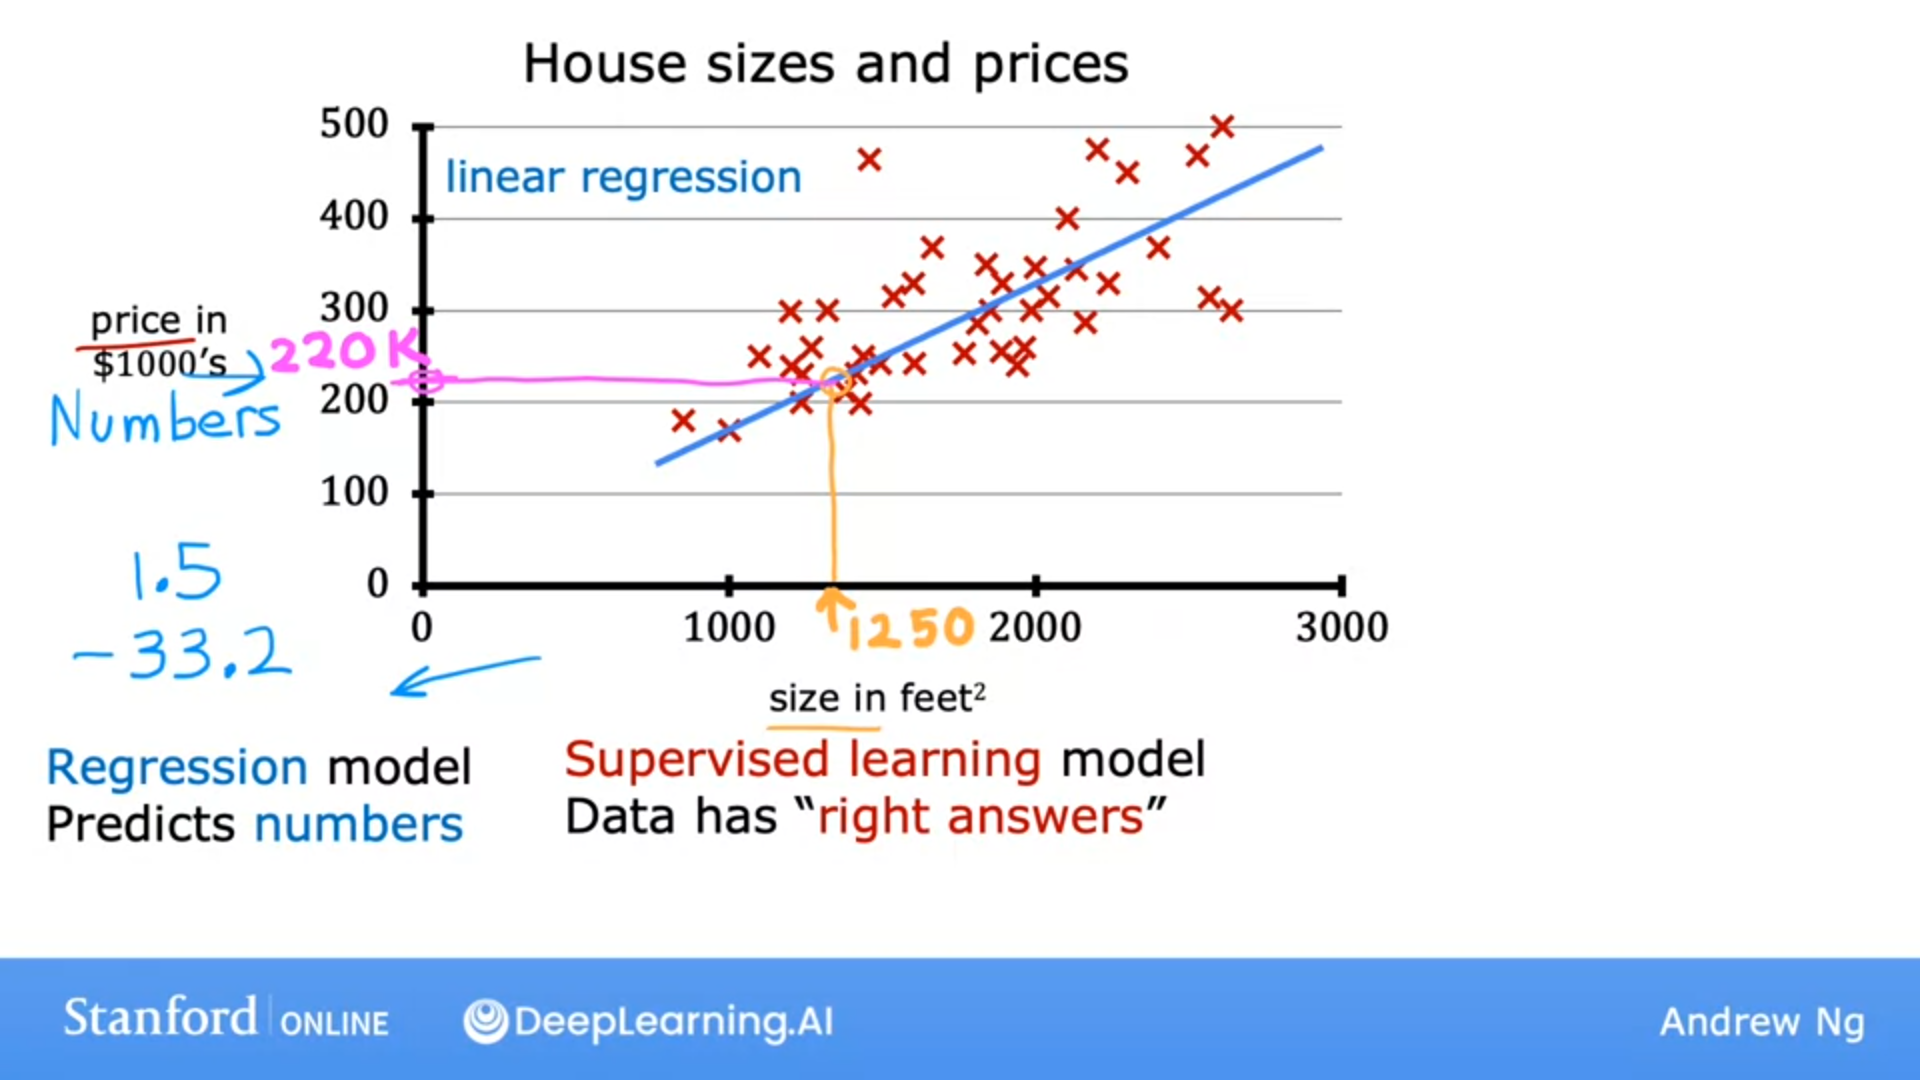 House sizes and prices
500
linear regression
400
300
price in
$1000's
220K
200
Numbers
100
1.5
0
0
1000
1250
2000
3000
-33.2
size in feet²
Regression model
Predicts numbers
Supervised learning model
Data has “right answers”
Stanford | ONLINE
DeepLearning.AI
Andrew Ng